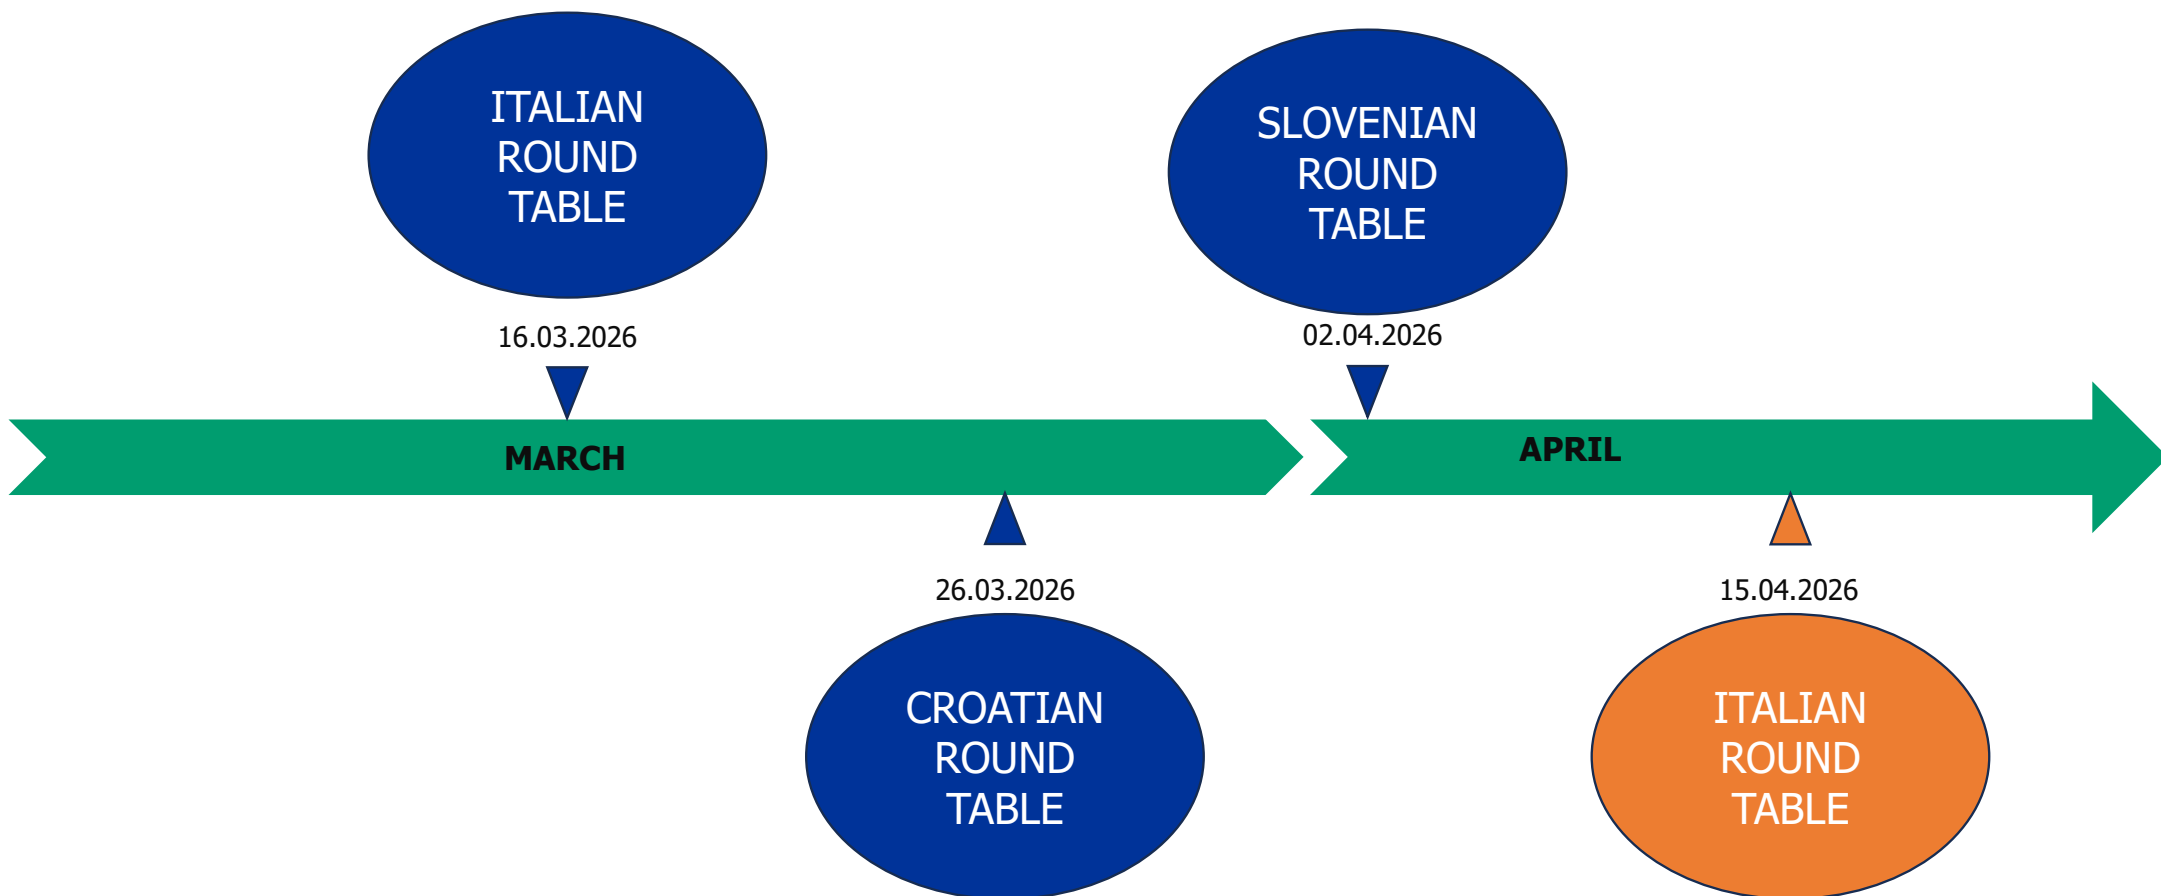 ITALIAN
ROUND
TABLE
16.03.2026
SLOVENIAN
ROUND
TABLE
02.04.2026
MARCH
APRIL
26.03.2026
CROATIAN
ROUND
TABLE
15.04.2026
ITALIAN
ROUND
TABLE